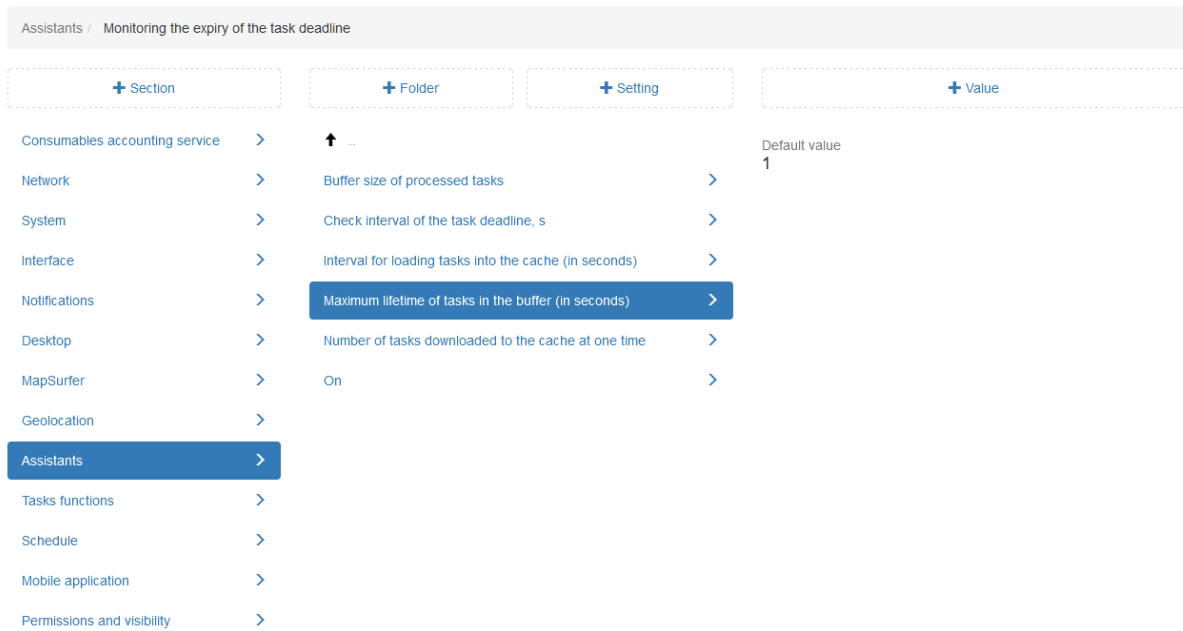 Assistants / Monitoring the expiry of the task deadline
+ Section
+ Folder
+ Setting
+ Value
Consumables accounting service
Network
System
Interface
Notifications
Desktop
MapSurfer
Geolocation
Assistants
Tasks functions
Schedule
Mobile application
Permissions and visibility
..
Buffer size of processed tasks
Check interval of the task deadline, s
Interval for loading tasks into the cache (in seconds)
Maximum lifetime of tasks in the buffer (in seconds)
Number of tasks downloaded to the cache at one time
On
Default value
1